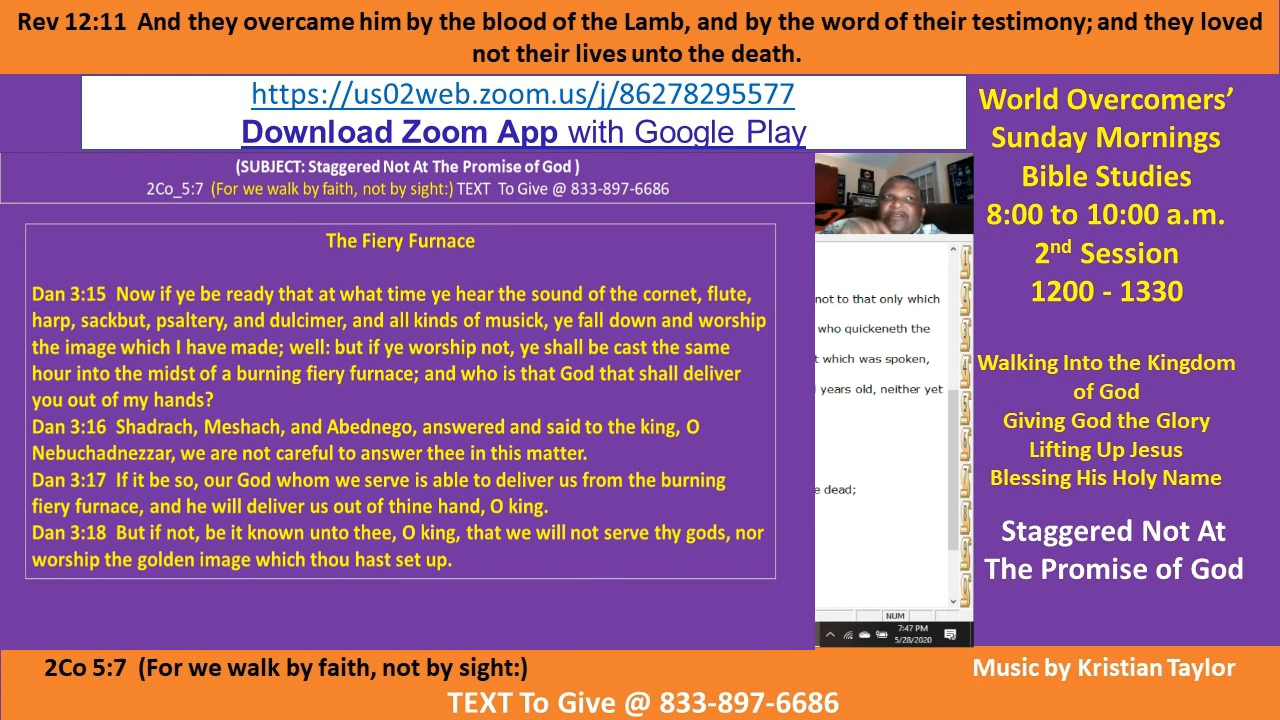 Rev 12:11  And they overcame him by the blood of the Lamb, and by the word of their testimony; and they loved
not their lives unto the death.
https://us02web.zoom.us/j/86278295577
Download Zoom App with Google Play
(SUBJECT: Staggered Not At The Promise of God )
2Co_5:7  (For we walk by faith, not by sight:) TEXT  To Give @ 833-897-6686
The Fiery Furnace
Dan 3:15  Now if ye be ready that at what time ye hear the sound of the cornet, flute,
harp, sackbut, psaltery, and dulcimer, and all kinds of musick, ye fall down and worship
the image which I have made; well: but if ye worship not, ye shall be cast the same
hour into the midst of a burning fiery furnace; and who is that God that shall deliver
you out of my hands?
Dan 3:16  Shadrach, Meshach, and Abednego, answered and said to the king, O
Nebuchadnezzar, we are not careful to answer thee in this matter.
Dan 3:17  If it be so, our God whom we serve is able to deliver us from the burning
fiery furnace, and he will deliver us out of thine hand, O king.
Dan 3:18  But if not, be it known unto thee, O king, that we will not serve thy gods, nor
worship the golden image which thou hast set up.
not to that only which
who quickeneth the
t which was spoken,
years old, neither yet
e dead;
NUM
7:47 PM
5/28/2020
World Overcomers’
Sunday Mornings
Bible Studies
8:00 to 10:00 a.m.
2nd Session
1200 - 1330
Walking Into the Kingdom
of God
Giving God the Glory
Lifting Up Jesus
Blessing His Holy Name
Staggered Not At
The Promise of God
2Co 5:7  (For we walk by faith, not by sight:)
Music by Kristian Taylor
TEXT To Give @ 833-897-6686